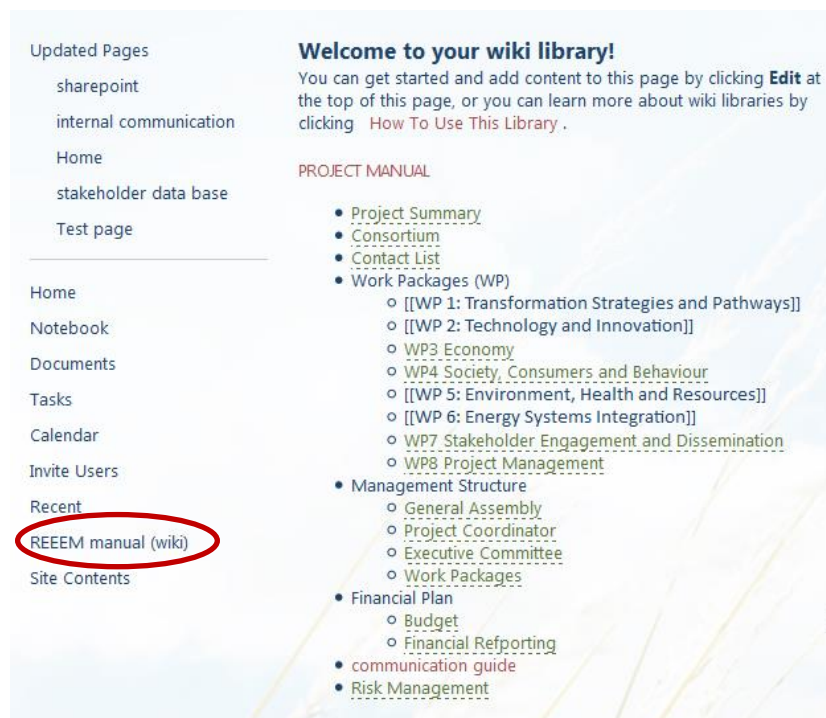 Updated Pages
sharepoint
internal communication
Home
stakeholder data base
Test page
Home
Notebook
Documents
Tasks
Calendar
Invite Users
Recent
REEEM manual (wiki)
Site Contents
Welcome to your wiki library!
You can get started and add content to this page by clicking Edit at
the top of this page, or you can learn more about wiki libraries by
clicking How To Use This Library .
PROJECT MANUAL
Project Summary
Consortium
Contact List
Work Packages (WP)
[[WP 1: Transformation Strategies and Pathways]]
[[WP 2: Technology and Innovation]]
WP3 Economy
WP4 Society, Consumers and Behaviour
[[WP 5: Environment, Health and Resources]]
[[WP 6: Energy Systems Integration]]
WP7 Stakeholder Engagement and Dissemination
WP8 Project Management
Management Structure
General Assembly
Project Coordinator
Executive Committee
Work Packages
Financial Plan
Budget
Financial Refporting
communication guide
Risk Management